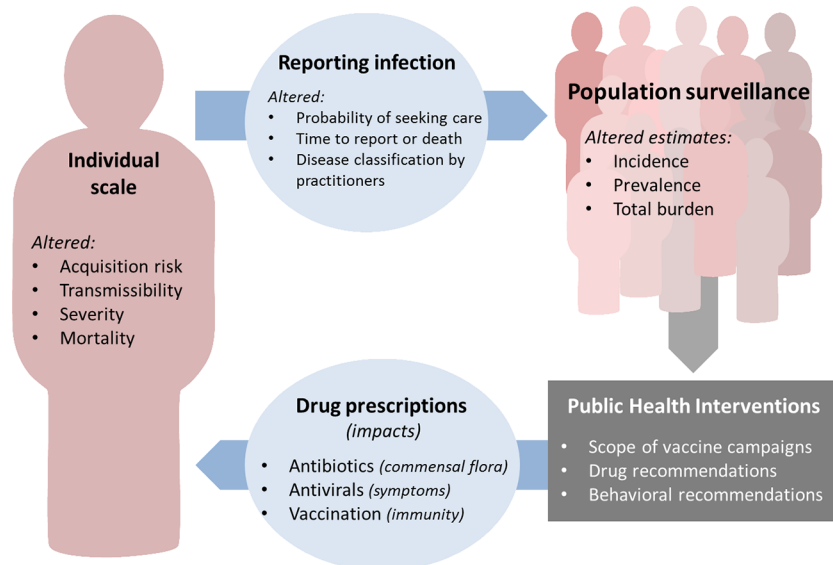 Individual
scale
Altered:
• Acquisition risk
• Transmissibility
• Severity
• Mortality
Reporting infection
Altered:
• Probability of seeking care
• Time to report or death
• Disease classification by
practitioners
Population surveillance
Altered estimates:
• Incidence
• Prevalence
• Total burden
Public Health Interventions
• Scope of vaccine campaigns
• Drug recommendations
• Behavioral recommendations
Drug prescriptions
(impacts)
• Antibiotics (commensal flora)
• Antivirals (symptoms)
• Vaccination (immunity)